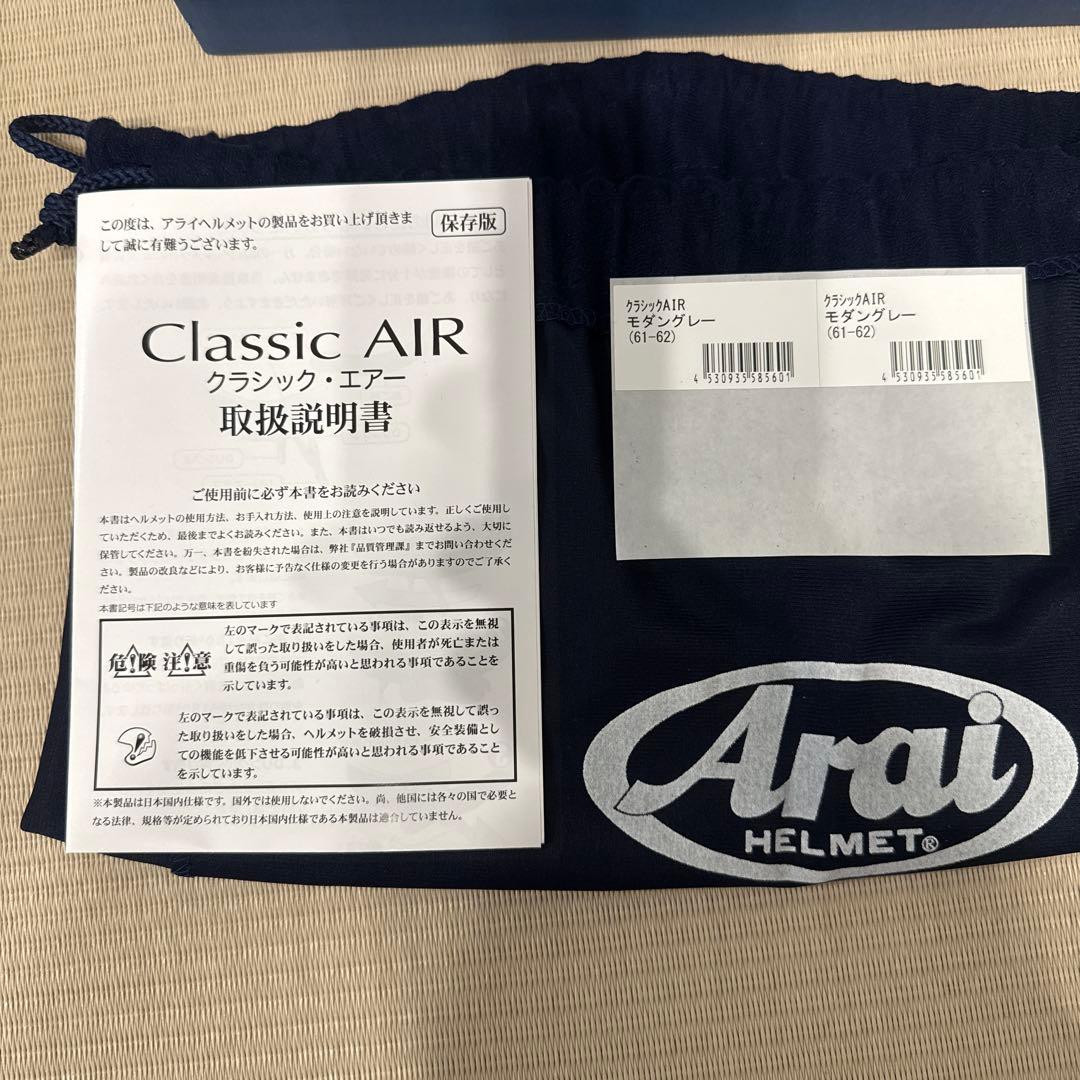 この度は、アライヘルメットの製品をお買い上げ頂きま
して誠に有難うございます。
保存版
Classic AIR
クラシック・エアー
取扱説明書
ご使用前に必ず本書をお読みください
本書はヘルメットの使用方法、お手入れ方法、使用上の注意を説明しています。正しくご使用し
ていただくため、最後までよくお読みください。また、本書はいつでも読み返せるよう、大切に
保管してください。万一、本書を紛失された場合は、弊社『品質管理課』までお問い合わせくだ
さい。製品の改良などにより、お客様に予告なく仕様の変更を行う場合がありますのでご了承く
ださい。
本書記号は下記のような意味を表しています
危!険 注!意
左のマークで表記されている事項は、この表示を無視
して誤った取り扱いをした場合、使用者が死亡または
重傷を負う可能性が高いと思われる事項であることを
示しています。
左のマークで表記されている事項は、この表示を無視して誤っ
た取り扱いをした場合、ヘルメットを破損させ、安全装備とし
ての機能を低下させる可能性が高いと思われる事項であること
を示しています。
※本製品は日本国内仕様です。国外では使用しないでください。尚、他国には各々の国で必要と
なる法律、規格等が定められており日本国内仕様である本製品は適合していません。
クラシックAIR
モダングレー
(61-62)
4 530935 585601
クラシックAIR
モダングレー
(61-62)
4 530935 585601
Arai
HELMET®